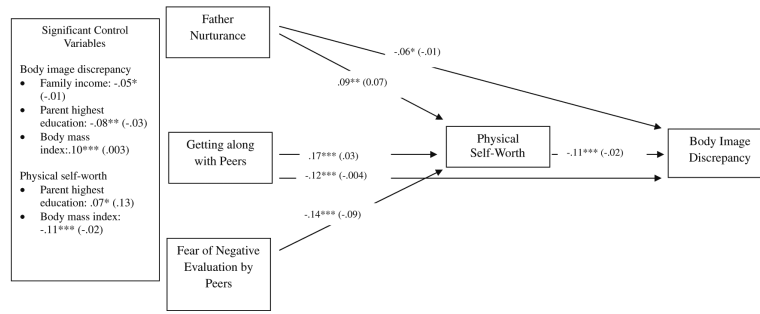 Significant Control
Variables
Body image discrepancy
• Family income: -.05*
(-.01)
• Parent highest
education: -.08** (-.03)
• Body mass
index:.10*** (.003)
Physical self-worth
• Parent highest
education: .07* (.13)
• Body mass index:
-.11*** (-.02)
Father
Nurturance
-.06* (-.01)
.09** (0.07)
Getting along
with Peers
.17*** (.03)
-.12*** (-.004)
Physical
Self-Worth
-.11*** (-.02)
Body Image
Discrepancy
-.14*** (-.09)
Fear of Negative
Evaluation by
Peers